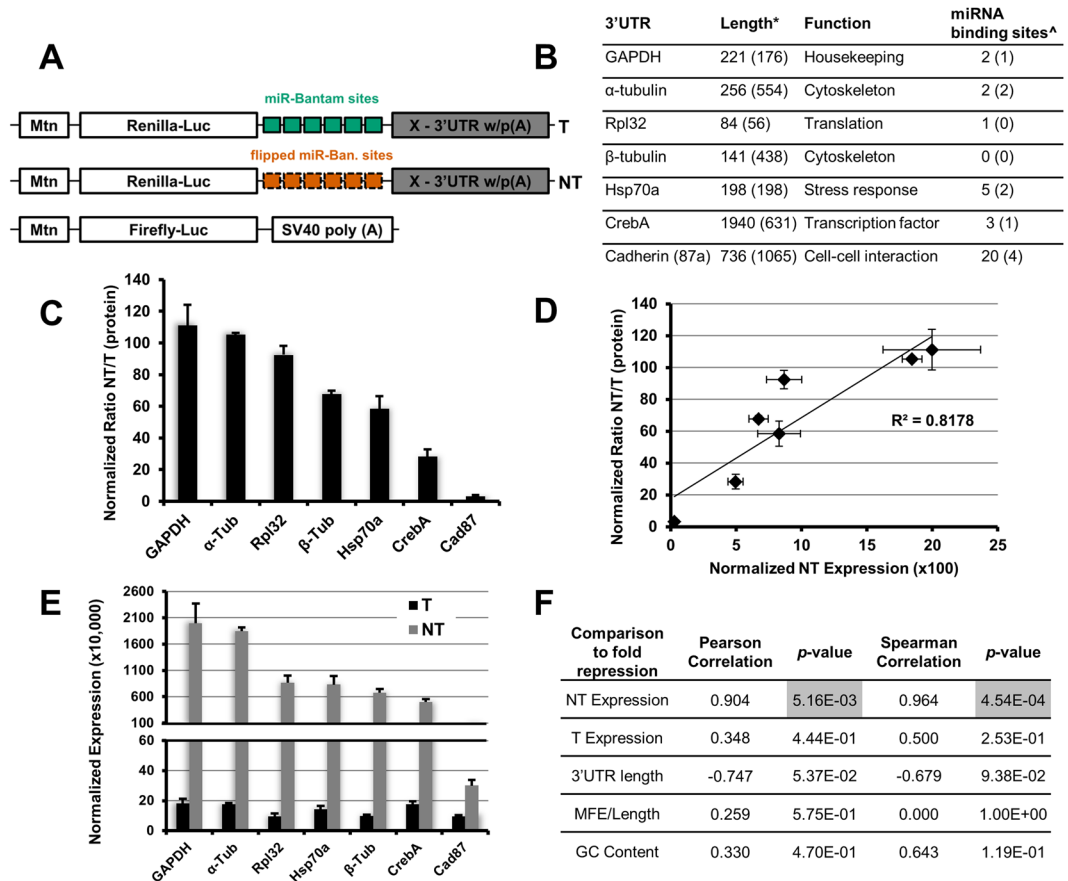 A
miR-Bantam sites
Mtn Renilla-Luc X - 3’UTR w/p(A) T
flipped miR-Ban. sites
Mtn Renilla-Luc X - 3’UTR w/p(A) NT
Mtn Firefly-Luc SV40 poly (A)
B
3’UTR Length* Function miRNA binding sites^
GAPDH 221 (176) Housekeeping 2 (1)
α-tubulin 256 (554) Cytoskeleton 2 (2)
Rpl32 84 (56) Translation 1 (0)
β-tubulin 141 (438) Cytoskeleton 0 (0)
Hsp70a 198 (198) Stress response 5 (2)
CrebA 1940 (631) Transcription factor 3 (1)
Cadherin (87a) 736 (1065) Cell-cell interaction 20 (4)
C
Normalized Ratio NT/T (protein)
140
120
100
80
60
40
20
0
GAPDH α-Tub Rpl32 β-Tub Hsp70a CrebA Cad87
D
Normalized Ratio NT/T (protein)
140
120
100
80
60
40
20
0
R² = 0.8178
0 5 10 15 20 25
Normalized NT Expression (x100)
E
Normalized Expression (x10,000)
2600
2100
1600
1100
600
100
T
NT
60
40
20
0
GAPDH α-Tub Rpl32 Hsp70a β-Tub CrebA Cad87
F
Comparison to fold repression Pearson Correlation p-value Spearman Correlation p-value
NT Expression 0.904 5.16E-03 0.964 4.54E-04
T Expression 0.348 4.44E-01 0.500 2.53E-01
3’UTR length -0.747 5.37E-02 -0.679 9.38E-02
MFE/Length 0.259 5.75E-01 0.000 1.00E+00
GC Content 0.330 4.70E-01 0.643 1.19E-01